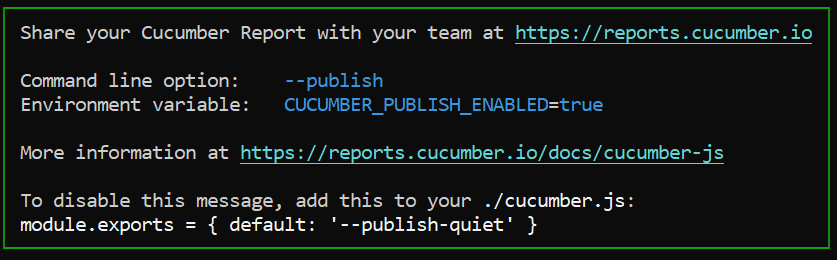 Share your Cucumber Report with your team at https://reports.cucumber.io
Command line option: --publish
Environment variable: CUCUMBER_PUBLISH_ENABLED=true
More information at https://reports.cucumber.io/docs/cucumber-js
To disable this message, add this to your ./cucumber.js:
module.exports = { default: '--publish-quiet' }